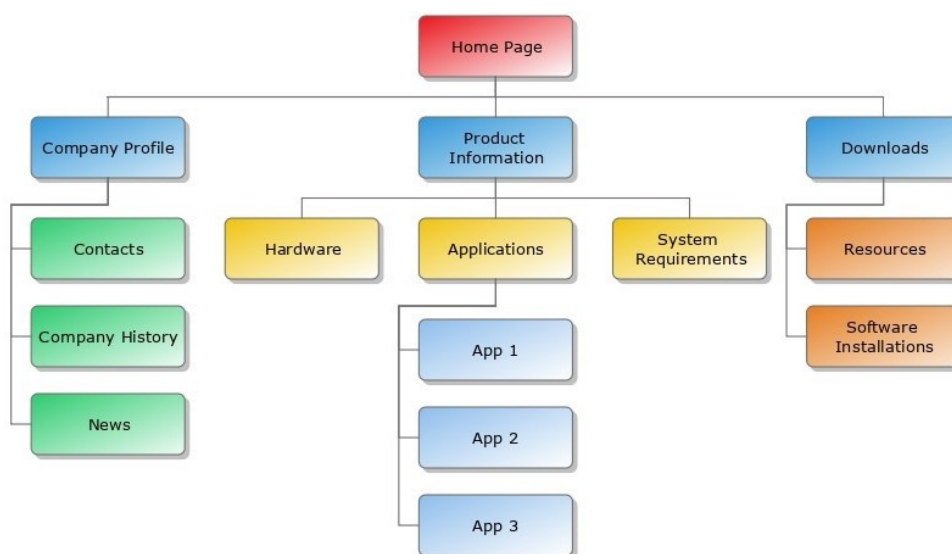 Home Page
Company Profile
Product
Information
Downloads
Contacts
Hardware
Applications
System
Requirements
Resources
Company History
App 1
Software
Installations
News
App 2
App 3